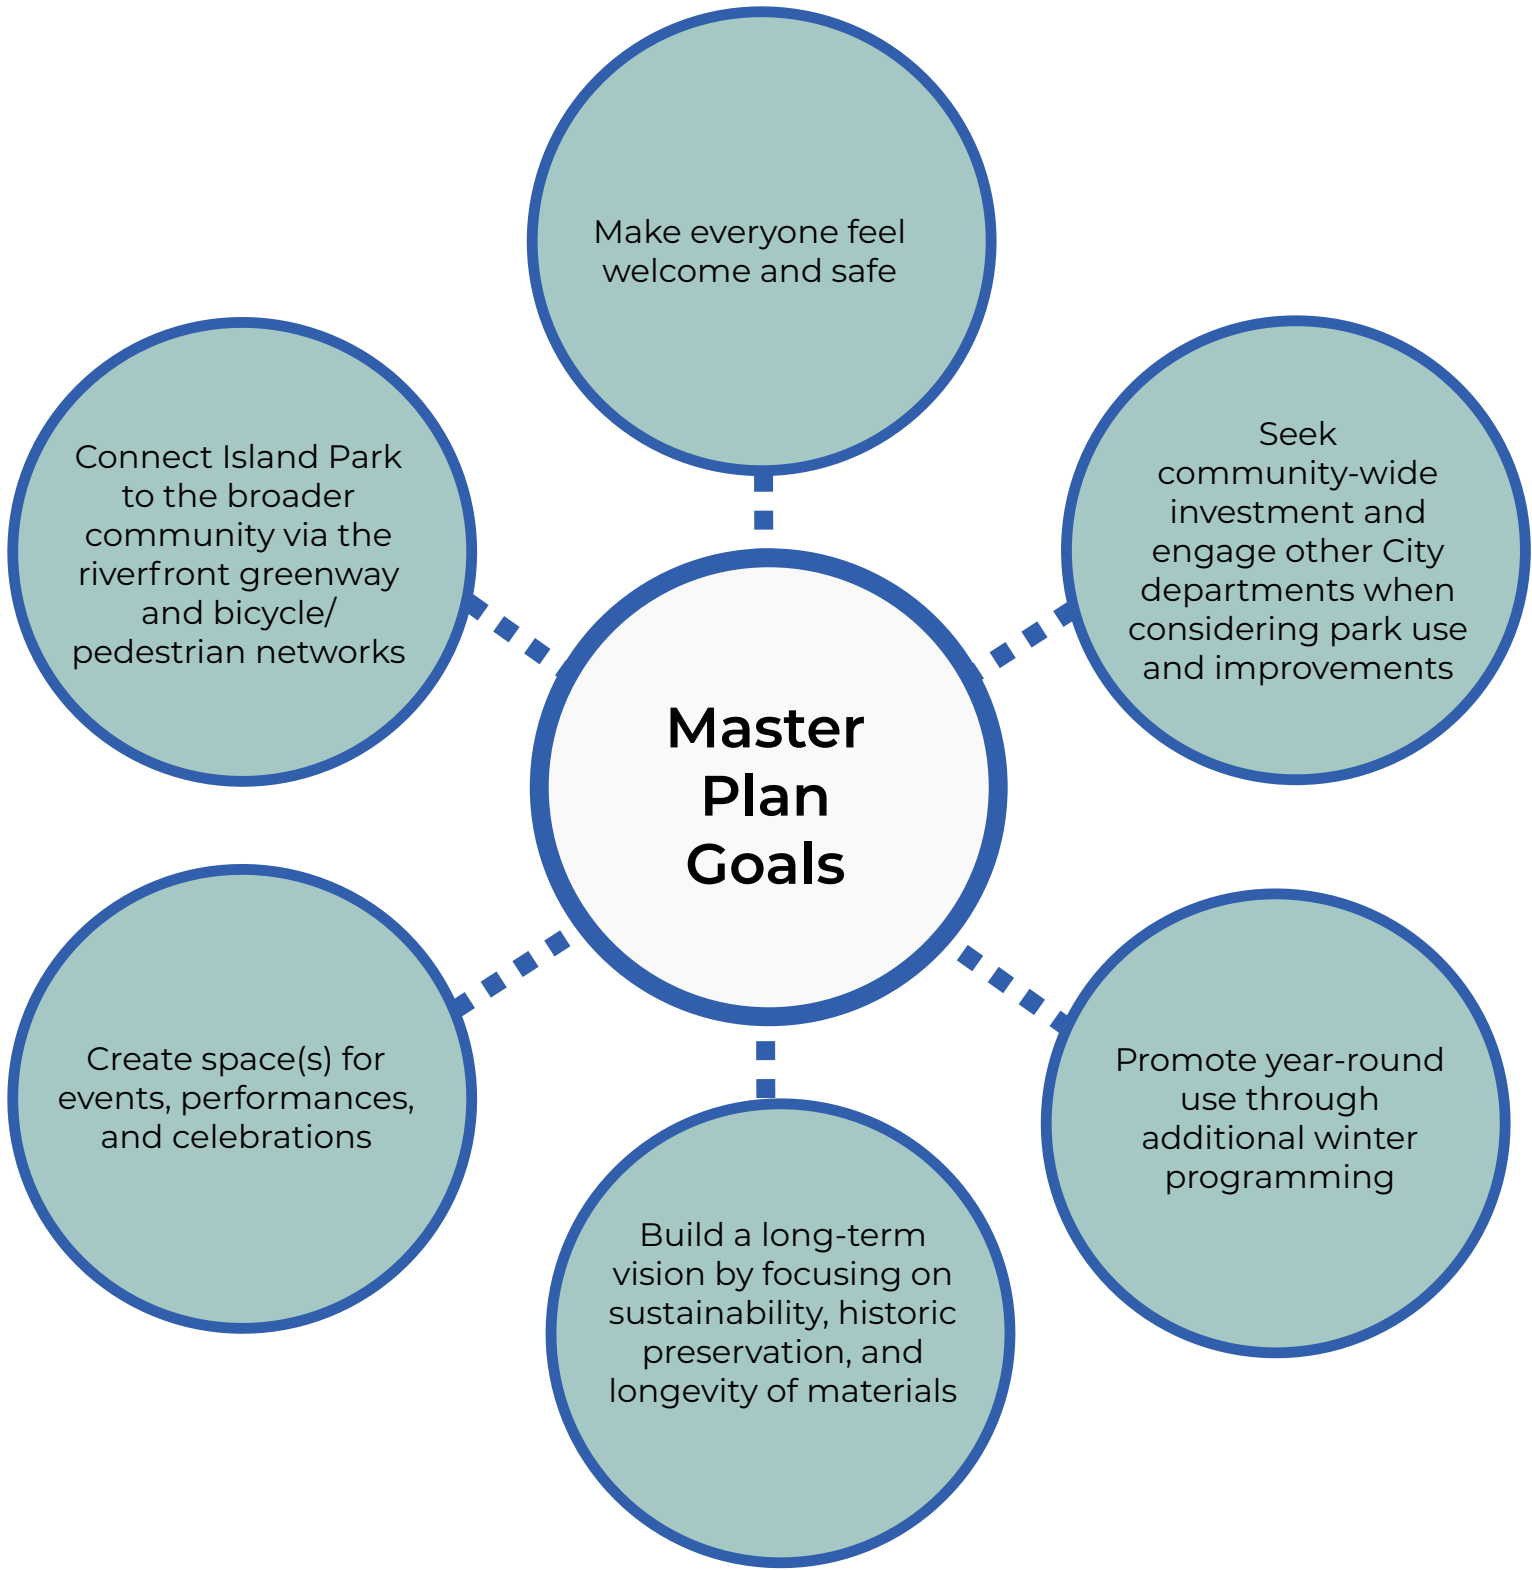 Make everyone feel
welcome and safe
Connect Island Park
to the broader
community via the
riverfront greenway
and bicycle/
pedestrian networks
Seek
community-wide
investment and
engage other City
departments when
considering park use
and improvements
Master
Plan
Goals
Create space(s) for
events, performances,
and celebrations
Promote year-round
use through
additional winter
programming
Build a long-term
vision by focusing on
sustainability, historic
preservation, and
longevity of materials